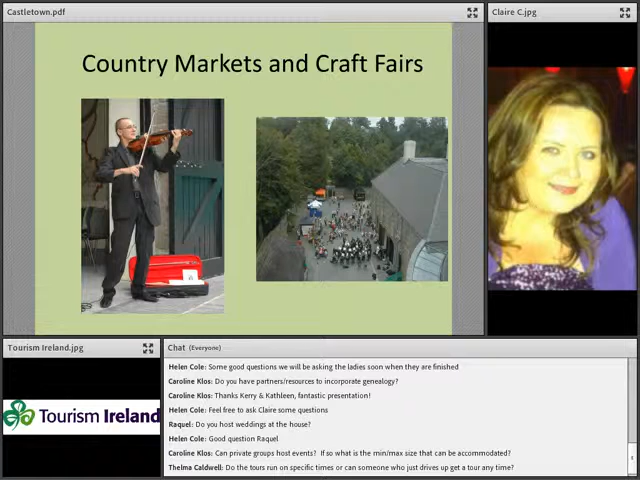 Castletown.pdf
Claire C.jpg
Country Markets and Craft Fairs
Tourism Ireland.jpg
Tourism Ireland
Chat (Everyone)
Helen Cole: Some good questions we will be asking the ladies soon when they are finished
Caroline Klos: Do you have partners/resources to incorporate genealogy?
Caroline Klos: Thanks Kerry & Kathleen, fantastic presentation!
Helen Cole: Feel free to ask Claire some questions
Raquel: Do you host weddings at the house?
Helen Cole: Good question Raquel
Caroline Klos: Can private groups host events? If so what is the min/max size that can be accommodated?
Thelma Caldwell: Do the tours run on specific times or can someone who just drives up get a tour any time?